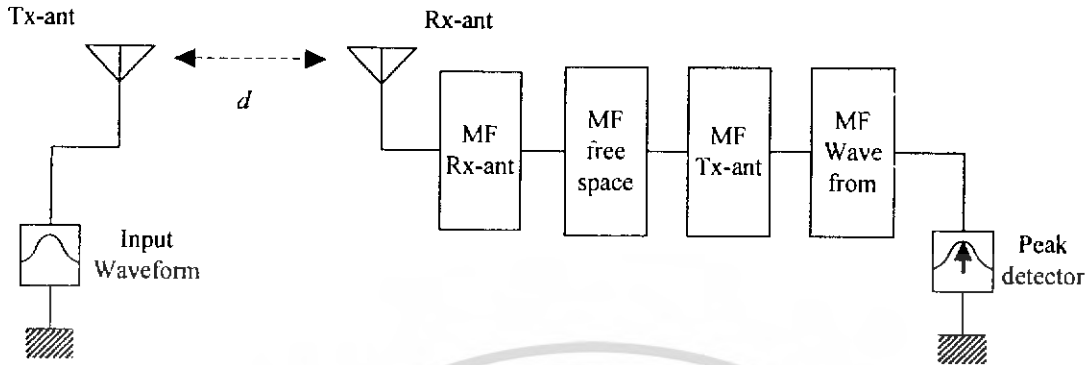 Tx-ant
Rx-ant
d
MF
Rx-ant
MF
free
space
MF
Tx-ant
MF
Wave
from
Input
Waveform
Peak
detector